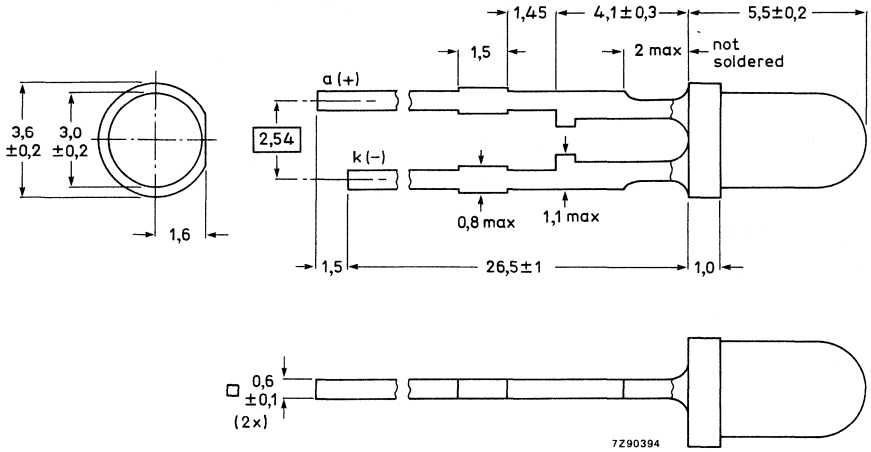 1,45
4,1±0,3
5,5±0,2
1,5
2 max
not
soldered
a (+)
3,6
±0,2
3,0
±0,2
2,54
k (-)
0,8 max
1,1 max
1,6
1,5
26,5±1
1,0
□ 0,6
±0,1
(2x)
7Z90394